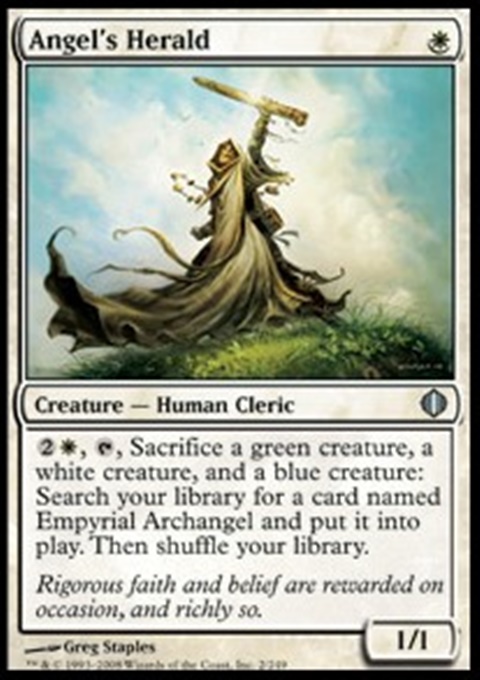 Angel's Herald
Creature — Human Cleric
2, , Sacrifice a green creature, a
white creature, and a blue creature:
Search your library for a card named
Empyrial Archangel and put it into
play. Then shuffle your library.
Rigorous faith and belief are rewarded on
occasion, and richly so.
Greg Staples
1/1
™ & © 1993-2008 Wizards of the Coast, Inc. 2/249